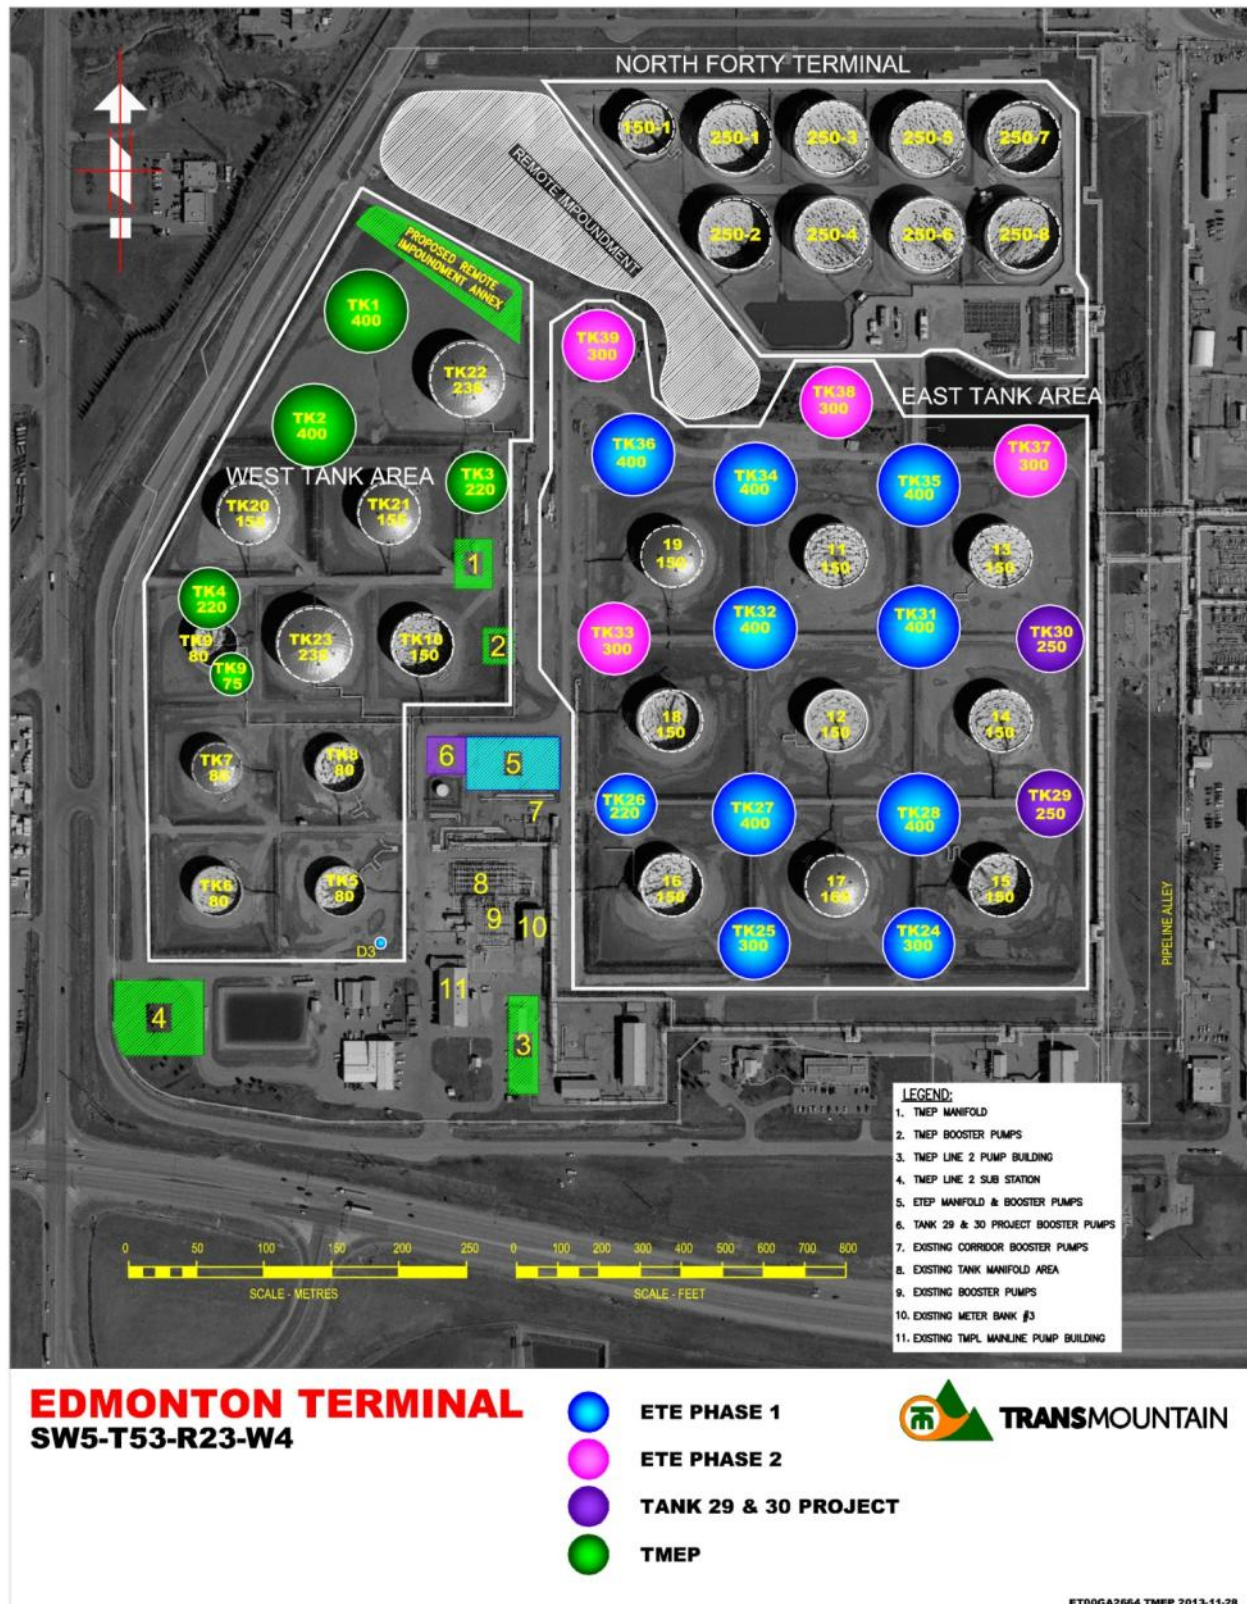 NORTH FORTY TERMINAL
150-1
250-1
250-3
250-5
250-7
250-2
250-4
250-6
250-8
REMOTE IMPOUNDMENT
PROPOSED REMOTE
IMPOUNDMENT ANNEX
TK1
400
TK22
TK39
300
TK38
300
EAST TANK AREA
TK2
400
WEST TANK AREA
TK3
220
TK36
400
TK34
400
TK35
400
TK37
300
TK20
TK21
1
19
150
11
150
13
150
TK4
220
TK9
80
TK9
75
TK23
TK10
150
2
TK33
300
TK32
400
TK31
400
TK30
250
18
150
12
150
14
150
TK7
TK8
80
6
5
7
TK26
220
TK27
400
TK28
400
TK29
250
TK6
80
TK5
80
8
9
10
16
150
17
15
150
D3
TK25
300
TK24
300
PIPELINE ALLEY
11
4
3
LEGEND:
1. TMEP MANIFOLD
2. TMEP BOOSTER PUMPS
3. TMEP LINE 2 PUMP BUILDING
4. TMEP LINE 2 SUB STATION
5. ETEP MANIFOLD & BOOSTER PUMPS
6. TANK 29 & 30 PROJECT BOOSTER PUMPS
7. EXISTING CORRIDOR BOOSTER PUMPS
8. EXISTING TANK MANIFOLD AREA
9. EXISTING BOOSTER PUMPS
10. EXISTING METER BANK #3
11. EXISTING TMPL MAINLINE PUMP BUILDING
0 50 100 150 200 250
SCALE - METRES
0 100 200 300 400 500 600 700 800
SCALE - FEET
EDMONTON TERMINAL
SW5-T53-R23-W4
ETE PHASE 1
ETE PHASE 2
TANK 29 & 30 PROJECT
TMEP
TRANSMOUNTAIN
ET00GA2664 TMEP 2013-11-28